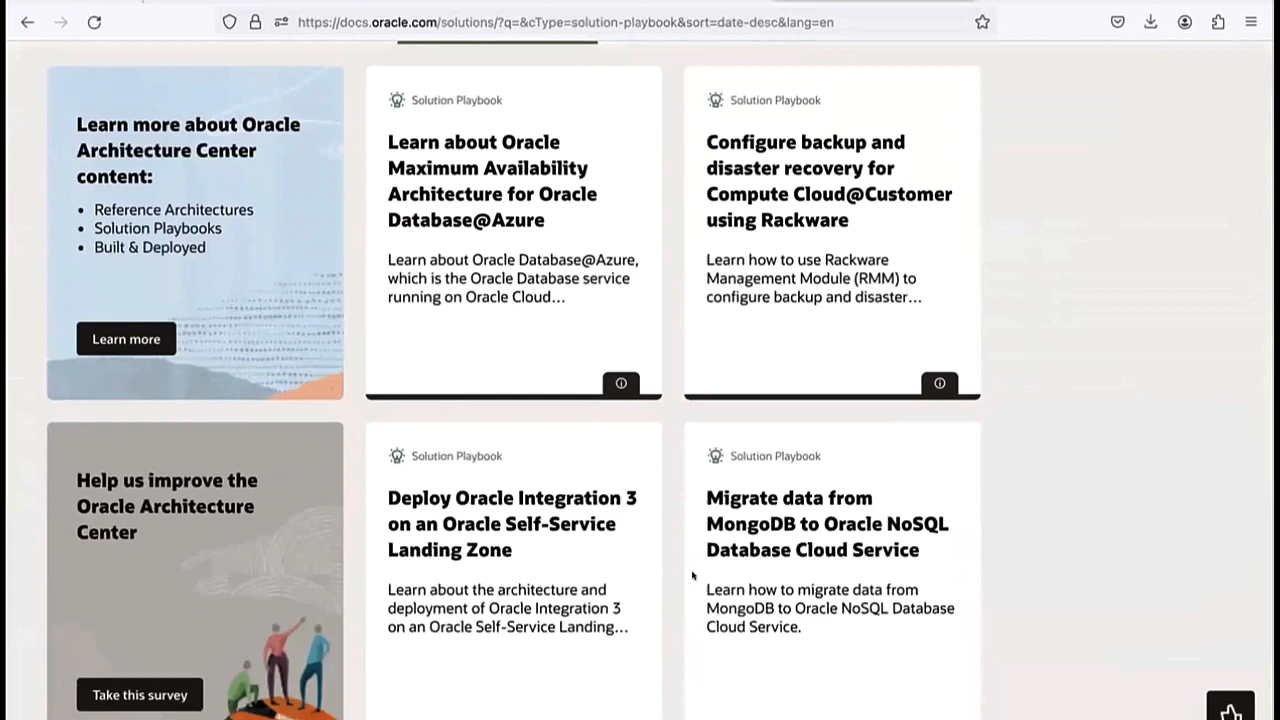 https://docs.oracle.com/solutions/?q=&cType=solution-playbook&sort=date-desc&lang=en
Learn more about Oracle
Architecture Center
content:
• Reference Architectures
• Solution Playbooks
• Built & Deployed
Learn more
Solution Playbook
Learn about Oracle
Maximum Availability
Architecture for Oracle
Database@Azure
Learn about Oracle Database@Azure,
which is the Oracle Database service
running on Oracle Cloud...
Solution Playbook
Configure backup and
disaster recovery for
Compute Cloud@Customer
using Rackware
Learn how to use Rackware
Management Module (RMM) to
configure backup and disaster...
Help us improve the
Oracle Architecture
Center
Take this survey
Solution Playbook
Deploy Oracle Integration 3
on an Oracle Self-Service
Landing Zone
Learn about the architecture and
deployment of Oracle Integration 3
on an Oracle Self-Service Landing...
Solution Playbook
Migrate data from
MongoDB to Oracle NoSQL
Database Cloud Service
Learn how to migrate data from
MongoDB to Oracle NoSQL Database
Cloud Service.